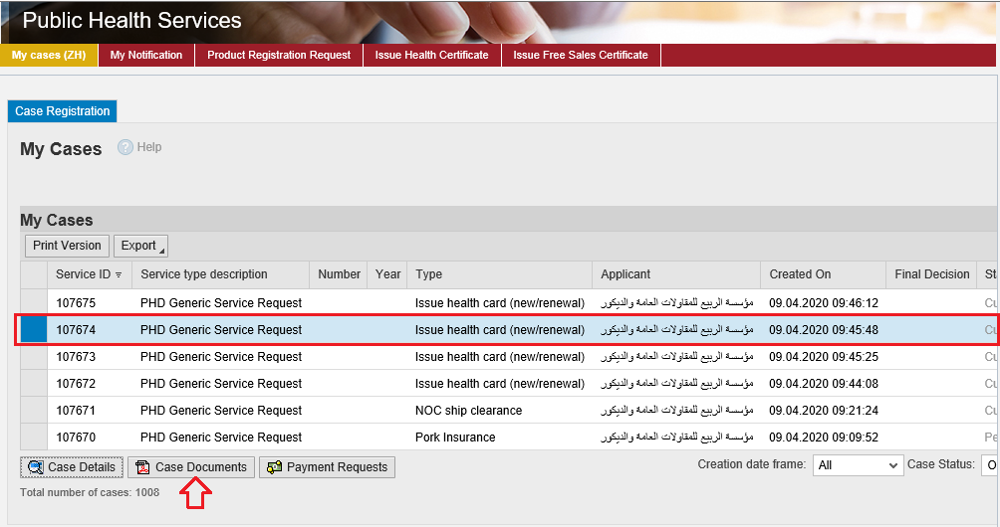 Public Health Services
My cases (ZH) My Notification Product Registration Request Issue Health Certificate Issue Free Sales Certificate
Case Registration
My Cases Help
My Cases
Print Version Export
Service ID Service type description Number Year Type Applicant Created On Final Decision St
107675 PHD Generic Service Request Issue health card (new/renewal) مؤسسة الربيع للمقاولات العامة والديكور 09.04.2020 09:46:12 Cu
107674 PHD Generic Service Request Issue health card (new/renewal) مؤسسة الربيع للمقاولات العامة والديكور 09.04.2020 09:45:48 Cu
107673 PHD Generic Service Request Issue health card (new/renewal) مؤسسة الربيع للمقاولات العامة والديكور 09.04.2020 09:45:25 Cu
107672 PHD Generic Service Request Issue health card (new/renewal) مؤسسة الربيع للمقاولات العامة والديكور 09.04.2020 09:44:08 Cu
107671 PHD Generic Service Request NOC ship clearance مؤسسة الربيع للمقاولات العامة والديكور 09.04.2020 09:21:24 Cu
107670 PHD Generic Service Request Pork Insurance مؤسسة الربيع للمقاولات العامة والديكور 09.04.2020 09:09:52 Pe
Case Details Case Documents Payment Requests Creation date frame: All Case Status: O
Total number of cases: 1008